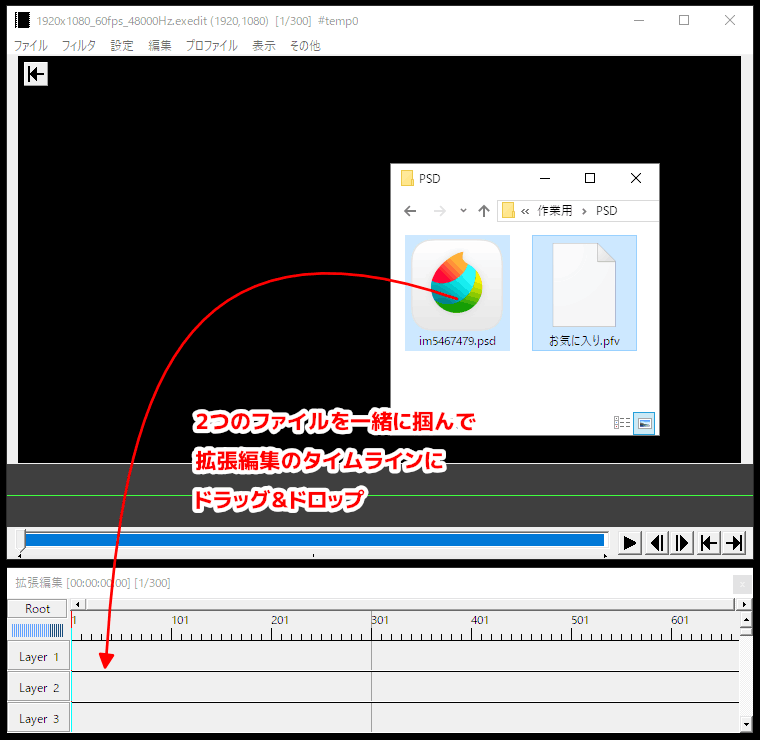 1920x1080_60fps_48000Hz.exedit (1920,1080) [1/300] #temp0
ファイル フィルタ 設定 編集 プロファイル 表示 その他
PSD
« 作業用 › PSD
im5467479.psd
お気に入り.pfv
2つのファイルを一緒に掴んで
拡張編集のタイムラインに
ドラッグ&ドロップ
拡張編集 [00:00:00.00] [1/300]
Root
1 101 201 301 401 501 601
Layer 1
Layer 2
Layer 3